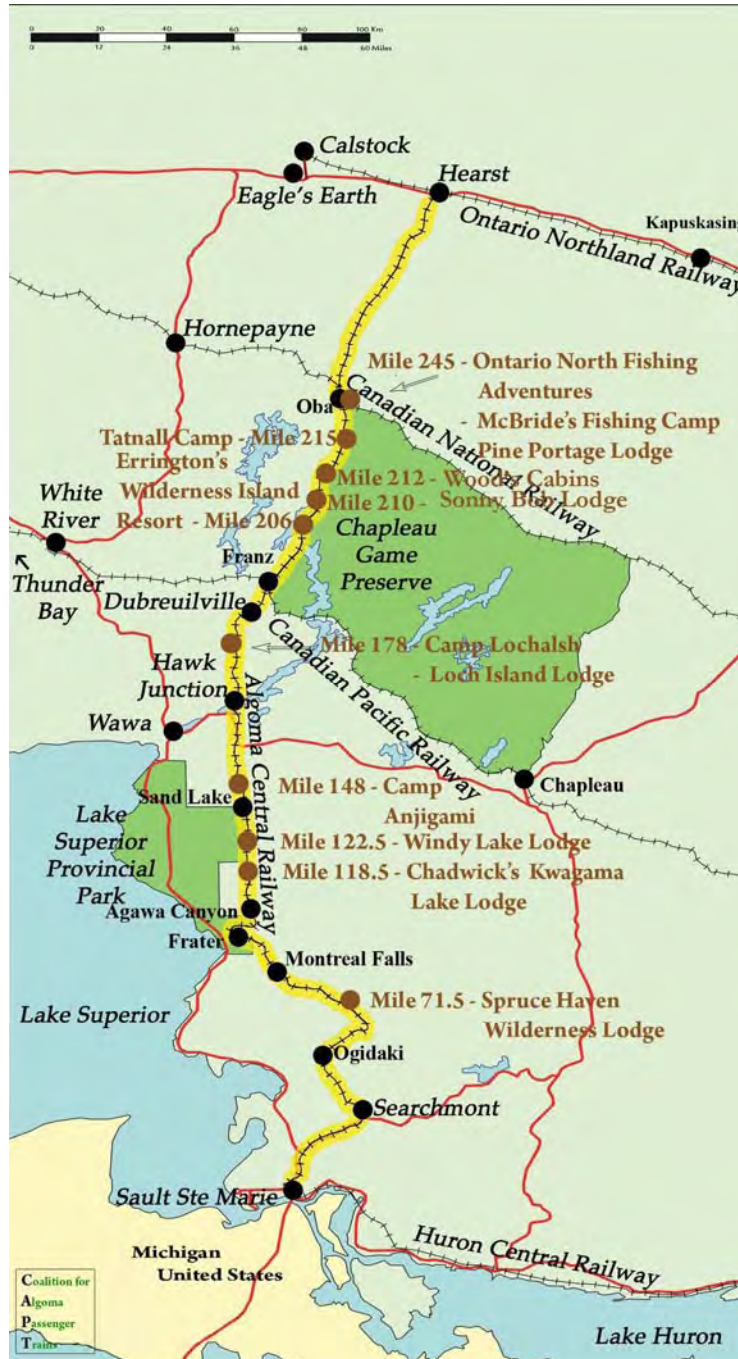 0 20 40 60 80 100 Km
0 12 24 36 48 60 Miles
Calstock
Eagle's Earth
Hearst
Ontario Northland Railway
Kapuskasing
Hornepayne
Mile 245 - Ontario North Fishing
Adventures
- McBride's Fishing Camp
Pine Portage Lodge
Oba
Canadian National Railway
Tatnall Camp - Mile 215
Errington's
Wilderness Island
Resort - Mile 206
Mile 212 - Woody Cabins
Mile 210 - Sonny Bob Lodge
White
River
Chapleau
Game
Preserve
Franz
Thunder
Bay
Dubreuilville
Canadian Pacific Railway
Mile 178 - Camp Lochalsh
- Loch Island Lodge
Hawk
Junction
Algoma Central Railway
Wawa
Chapleau
Mile 148 - Camp
Anjigami
Sand Lake
Lake
Superior
Provincial
Park
Mile 122.5 - Windy Lake Lodge
Mile 118.5 - Chadwick's Kwagama
Lake Lodge
Agawa Canyon
Frater
Montreal Falls
Mile 71.5 - Spruce Haven
Wilderness Lodge
Lake Superior
Ogidaki
Searchmont
Sault Ste Marie
Huron Central Railway
Michigan
United States
Coalition for
Algoma
Passenger
Trains
Lake Huron